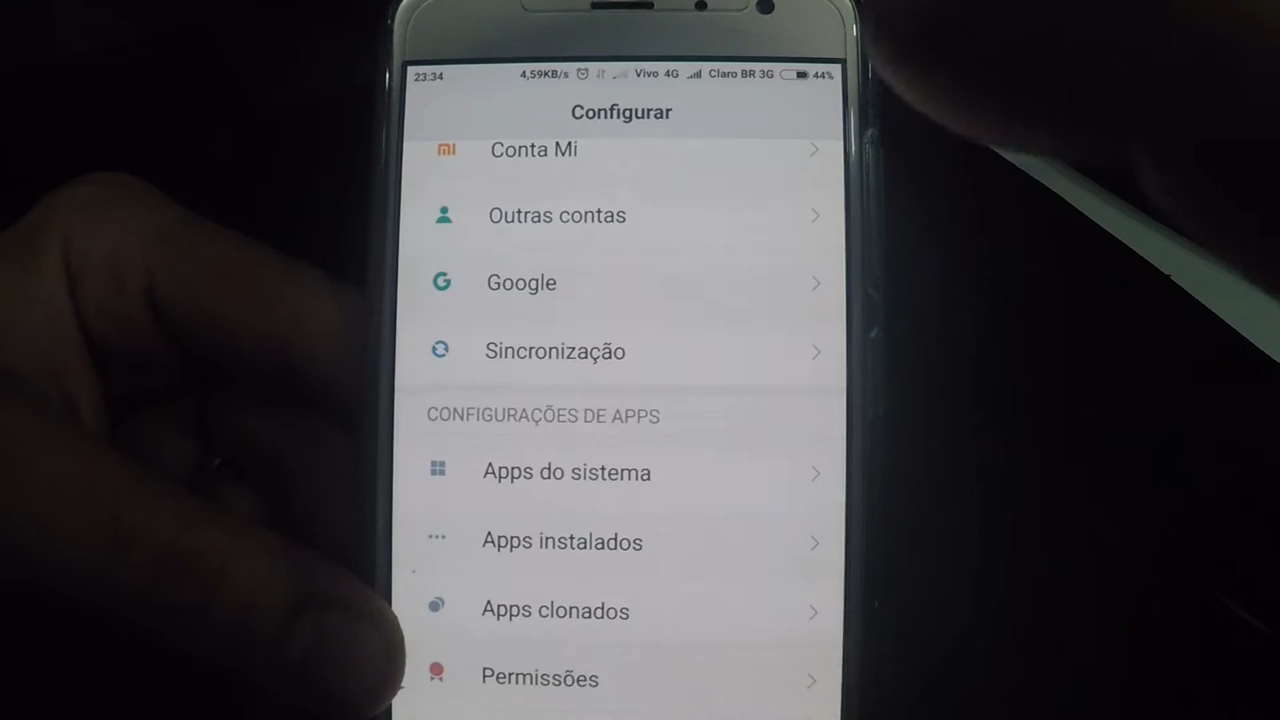 23:34 4,59KB/s Vivo 4G Claro BR 3G 44%
Configurar
Conta Mi
Outras contas
Google
Sincronização
CONFIGURAÇÕES DE APPS
Apps do sistema
Apps instalados
Apps clonados
Permissões